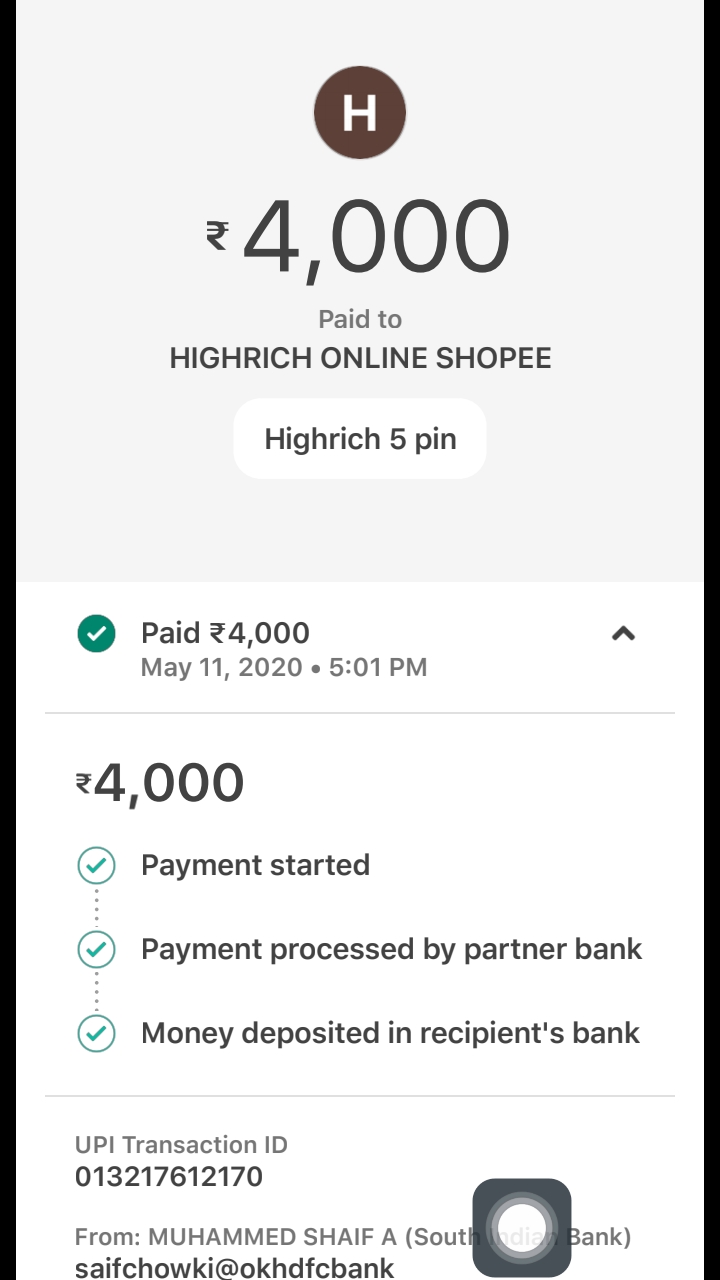 H
₹4,000
Paid to
HIGHRICH ONLINE SHOPEE
Highrich 5 pin
Paid ₹4,000
May 11, 2020 • 5:01 PM
₹4,000
Payment started
Payment processed by partner bank
Money deposited in recipient's bank
UPI Transaction ID
013217612170
From: MUHAMMED SHAIF A (South Indian Bank)
saifchowki@okhdfcbank